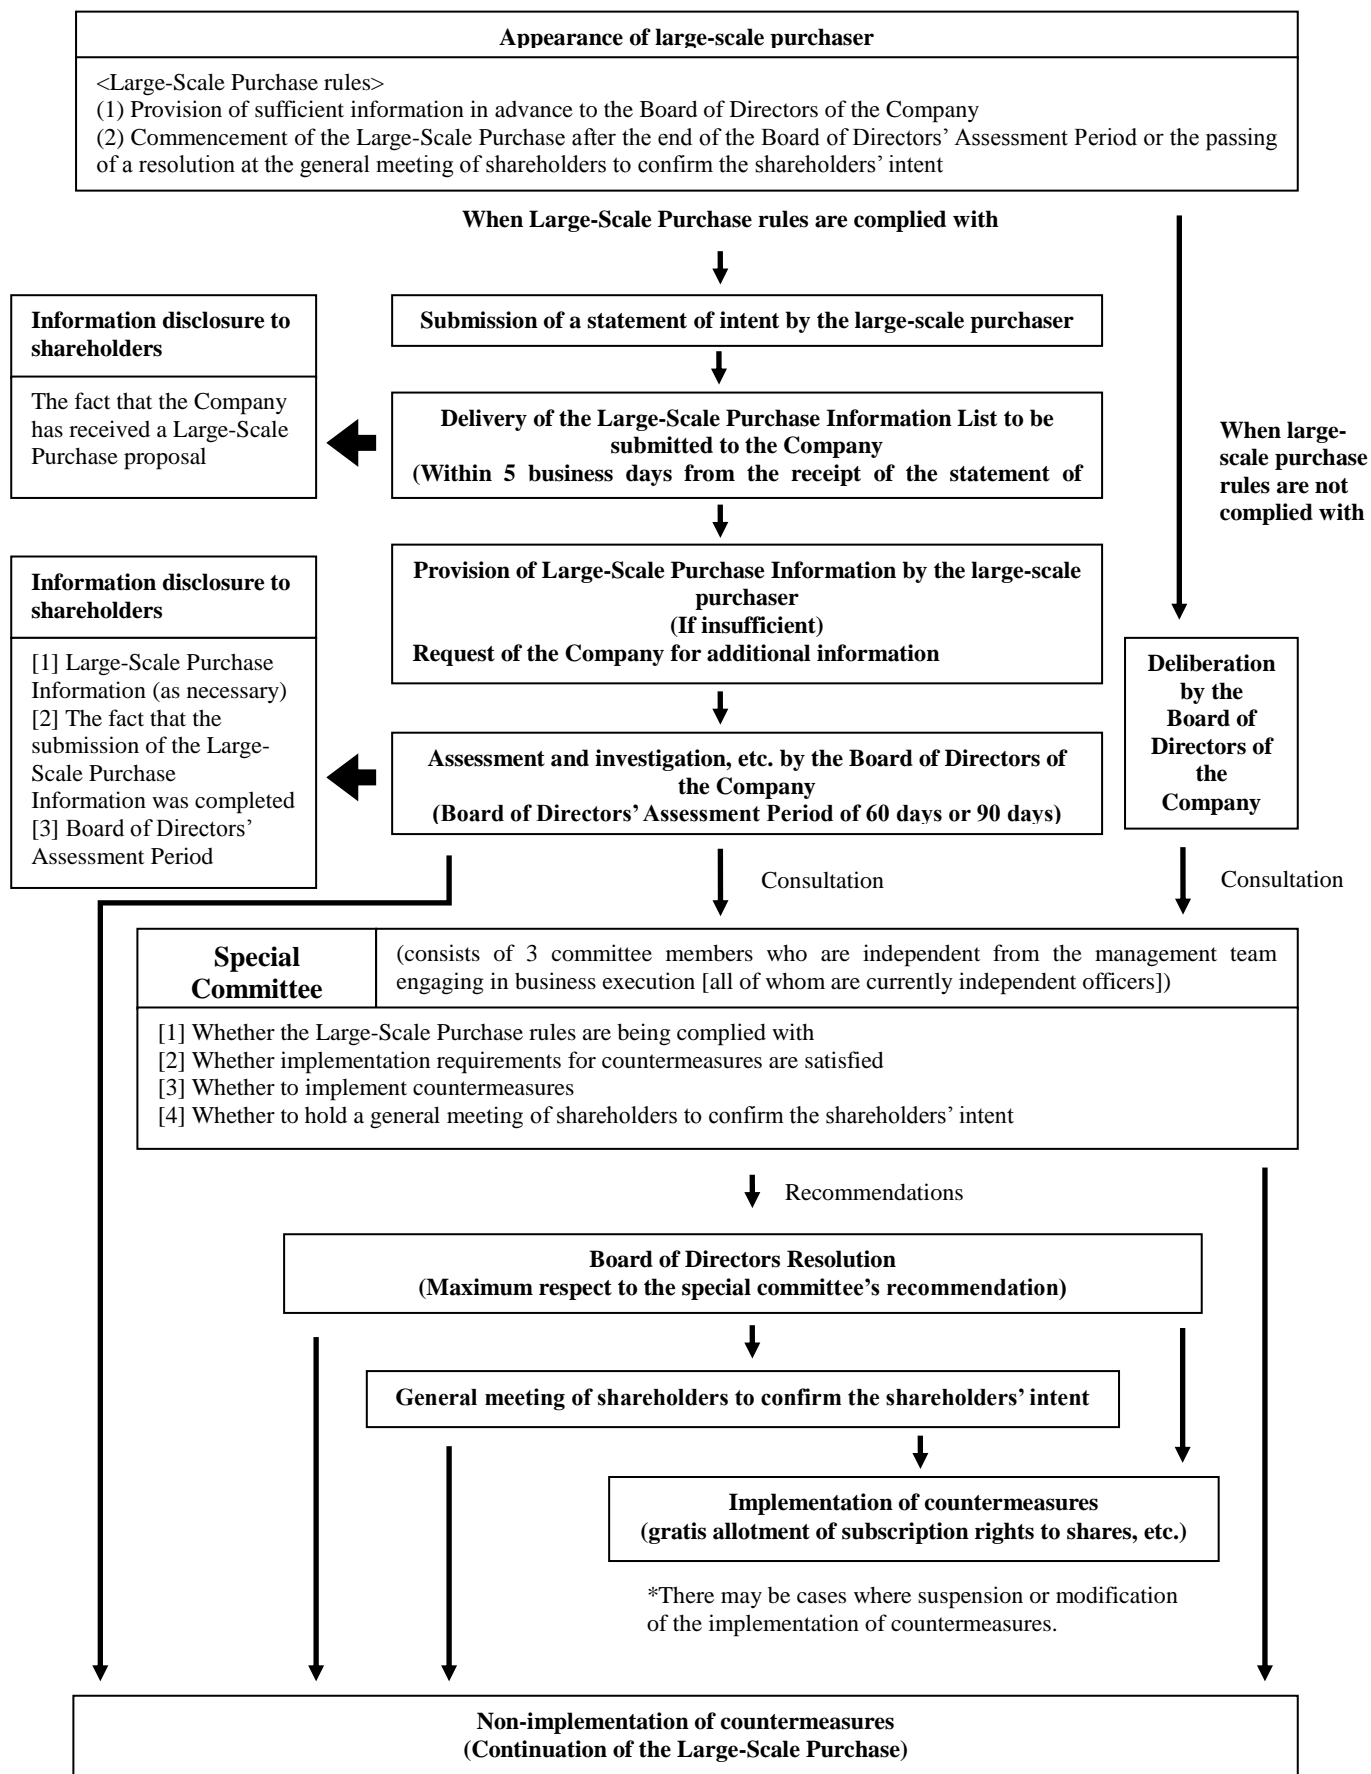 Appearance of large-scale purchaser
<Large-Scale Purchase rules>
(1) Provision of sufficient information in advance to the Board of Directors of the Company
(2) Commencement of the Large-Scale Purchase after the end of the Board of Directors' Assessment Period or the passing
of a resolution at the general meeting of shareholders to confirm the shareholders' intent
When Large-Scale Purchase rules are complied with
Submission of a statement of intent by the large-scale purchaser
Information disclosure to
shareholders
The fact that the Company
has received a Large-Scale
Purchase proposal
Delivery of the Large-Scale Purchase Information List to be
submitted to the Company
(Within 5 business days from the receipt of the statement of
When large-
scale purchase
rules are not
complied with
Provision of Large-Scale Purchase Information by the large-scale
purchaser
(If insufficient)
Request of the Company for additional information
Information disclosure to
shareholders
[1] Large-Scale Purchase
Information (as necessary)
[2] The fact that the
submission of the Large-
Scale Purchase
Information was completed
[3] Board of Directors'
Assessment Period
Assessment and investigation, etc. by the Board of Directors of
the Company
(Board of Directors' Assessment Period of 60 days or 90 days)
Deliberation
by the
Board of
Directors of
the
Company
Consultation
Consultation
Special
Committee
(consists of 3 committee members who are independent from the management team
engaging in business execution [all of whom are currently independent officers])
[1] Whether the Large-Scale Purchase rules are being complied with
[2] Whether implementation requirements for countermeasures are satisfied
[3] Whether to implement countermeasures
[4] Whether to hold a general meeting of shareholders to confirm the shareholders' intent
Recommendations
Board of Directors Resolution
(Maximum respect to the special committee's recommendation)
General meeting of shareholders to confirm the shareholders' intent
Implementation of countermeasures
(gratis allotment of subscription rights to shares, etc.)
*There may be cases where suspension or modification
of the implementation of countermeasures.
Non-implementation of countermeasures
(Continuation of the Large-Scale Purchase)